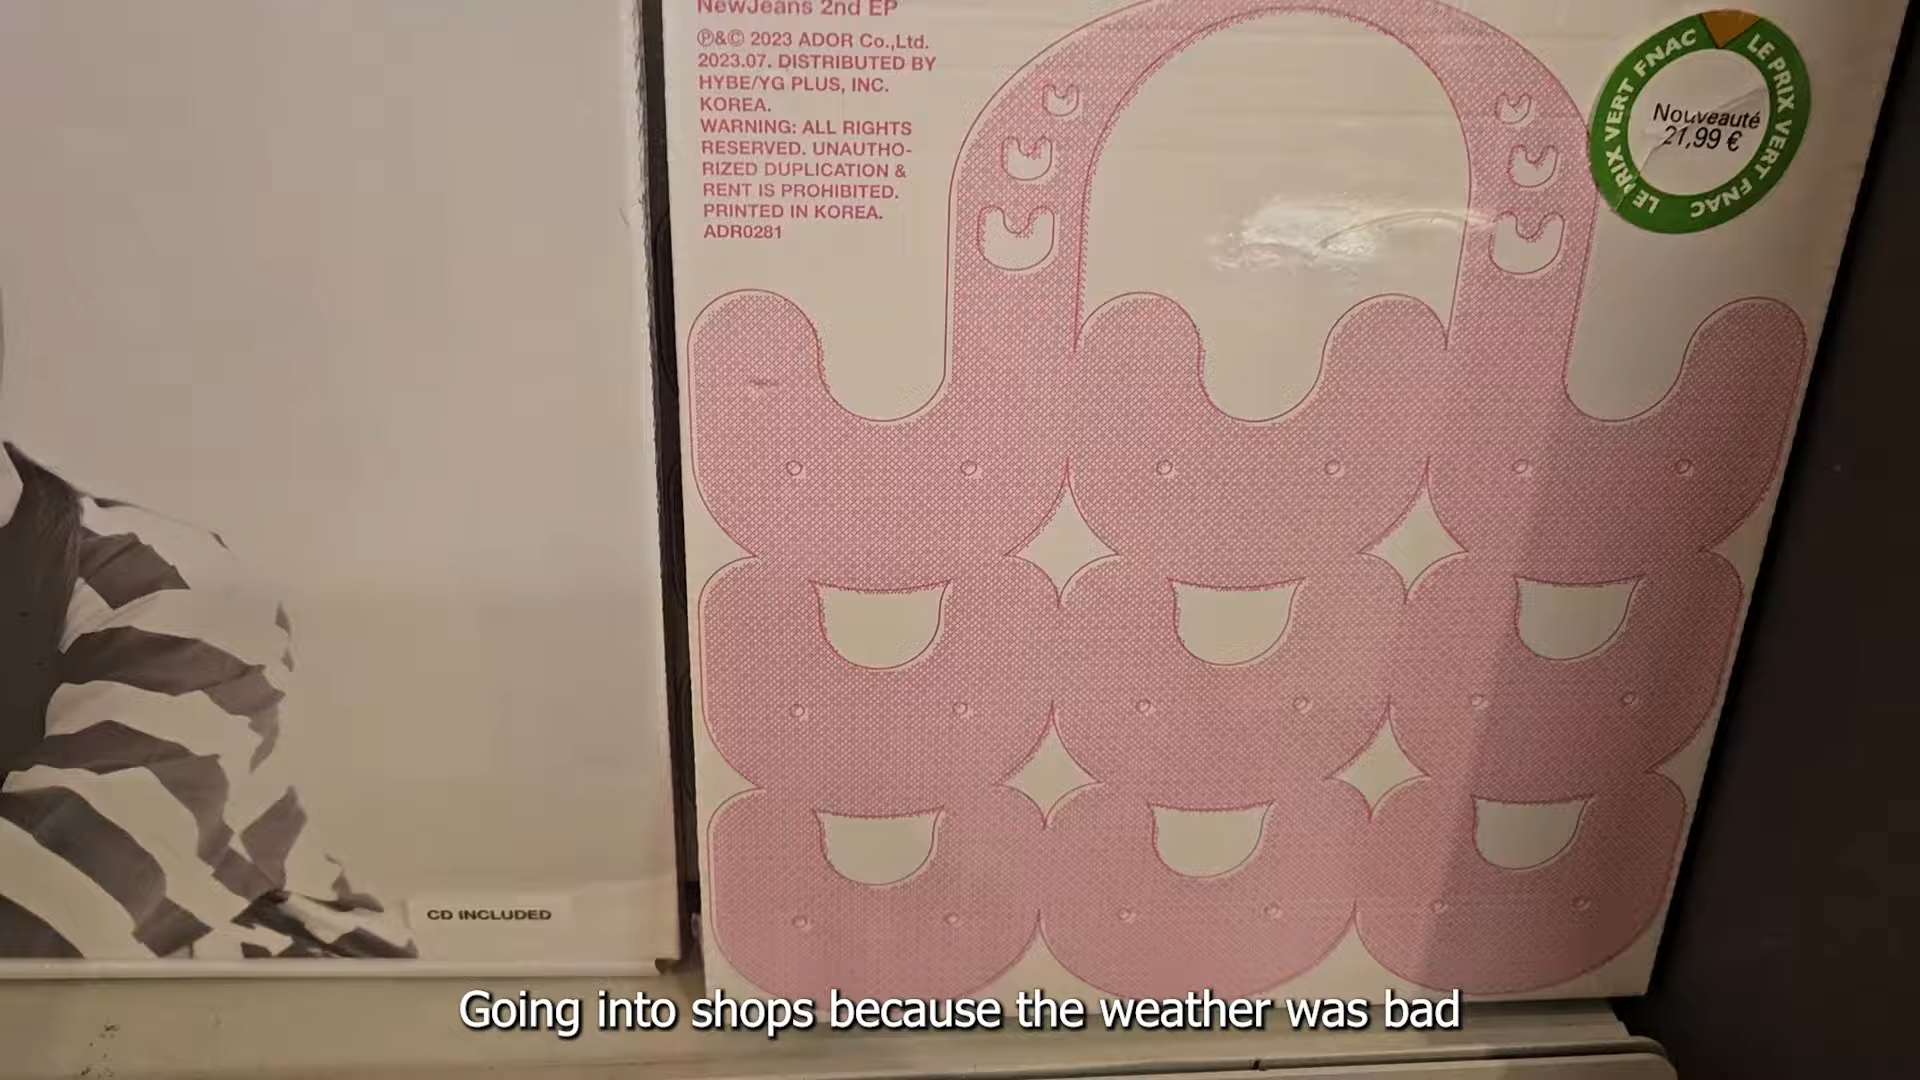 NewJeans 2nd EP
℗&© 2023 ADOR Co.,Ltd.
2023.07. DISTRIBUTED BY
HYBE/YG PLUS, INC.
KOREA.
WARNING: ALL RIGHTS
RESERVED. UNAUTHO-
RIZED DUPLICATION &
RENT IS PROHIBITED.
PRINTED IN KOREA.
ADR0281
LE PRIX VERT FNAC
LE PRIX VERT FNAC
Nouveauté
21,99 €
CD INCLUDED
Going into shops because the weather was bad